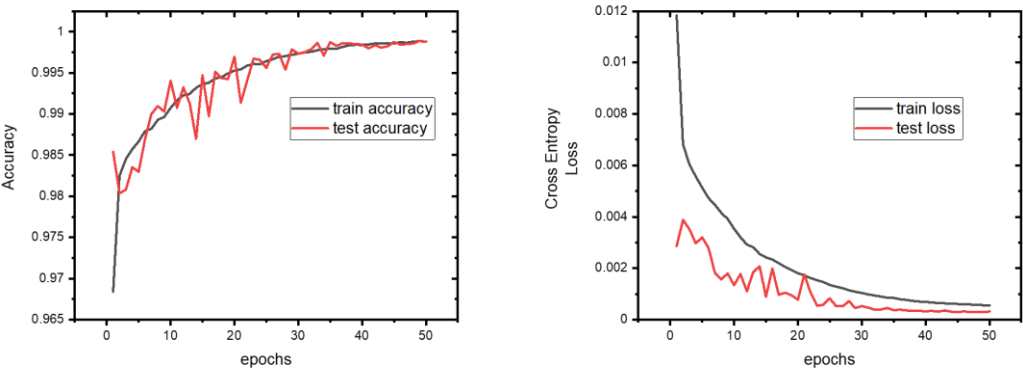 1
0.995
0.99
0.985
0.98
0.975
0.97
0.965
Accuracy
train accuracy
test accuracy
0 10 20 30 40 50
epochs
0.012
0.01
0.008
0.006
0.004
0.002
0
Cross Entropy
Loss
train loss
test loss
0 10 20 30 40 50
epochs